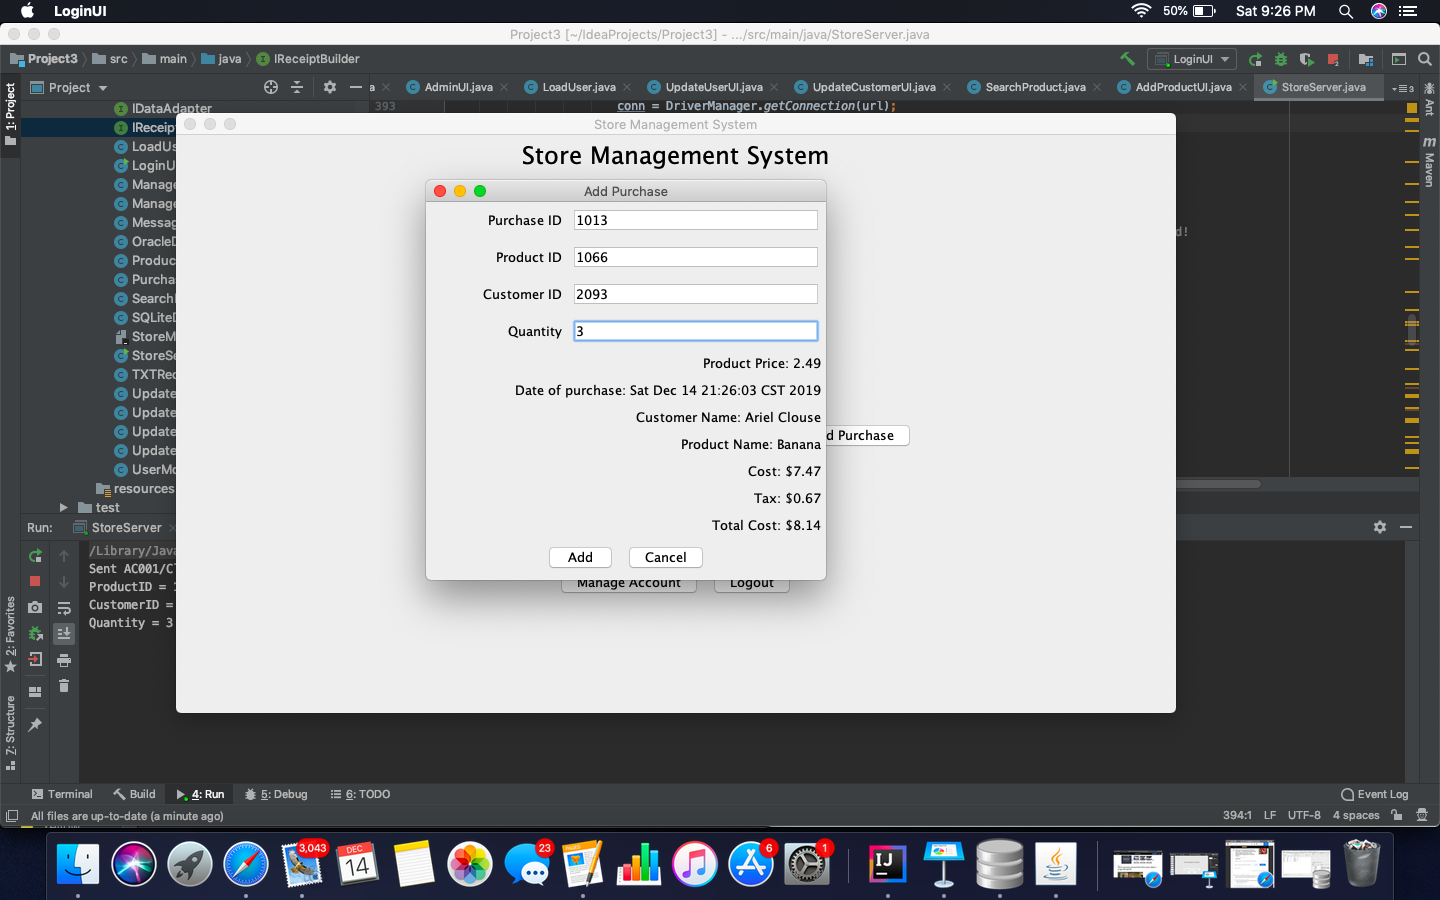 LoginUI
50%
Sat 9:26 PM
Project3 [~/IdeaProjects/Project3] - .../src/main/java/StoreServer.java
Project3
src
main
java
IReceiptBuilder
LoginUI
Project
a
AdminUI.java
LoadUser.java
UpdateUserUI.java
UpdateCustomerUI.java
SearchProduct.java
AddProductUI.java
StoreServer.java
3
393
conn = DriverManager.getConnection(url);
1: Project
IDataAdapter
IReceipt
LoadUs
LoginU
Manage
Manage
Messag
OracleD
Produc
Purcha
SearchP
SQLiteD
StoreM
StoreSe
TXTRec
Update
Update
Update
Update
UserMo
resources
test
Ant
Maven
d!
Store Management System
Store Management System
Add Purchase
Purchase ID
1013
Product ID
1066
Customer ID
2093
Quantity
3
Product Price: 2.49
Date of purchase: Sat Dec 14 21:26:03 CST 2019
Customer Name: Ariel Clouse
Product Name: Banana
Cost: $7.47
Tax: $0.67
Total Cost: $8.14
Add
Cancel
d Purchase
Manage Account
Logout
Run:
StoreServer
/Library/Java
Sent AC001/C
ProductID = 1
CustomerID =
Quantity = 3
2: Favorites
7: Structure
Terminal
Build
4: Run
5: Debug
6: TODO
Event Log
All files are up-to-date (a minute ago)
394:1
LF
UTF-8
4 spaces
3,043
DEC
14
23
6
1
IJ